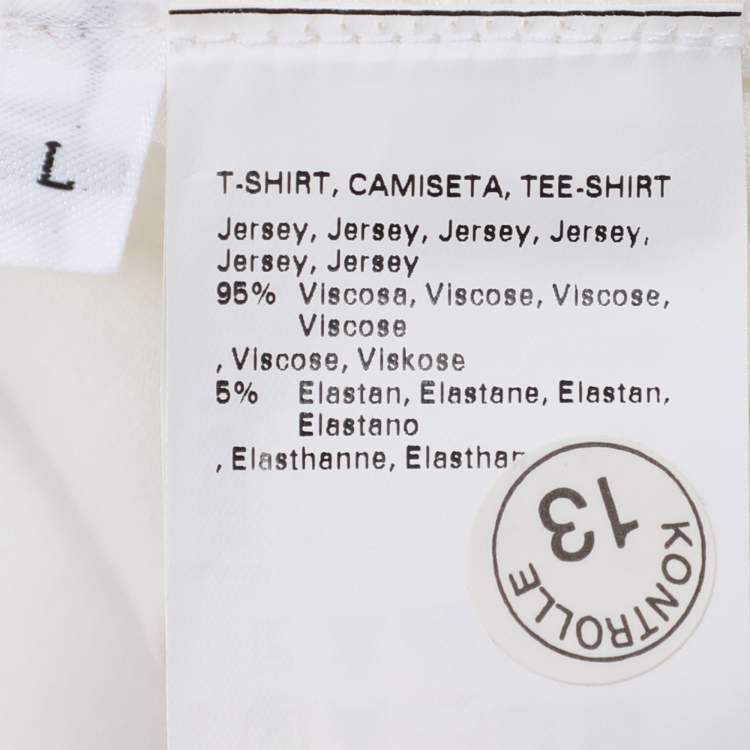 L
T-SHIRT, CAMISETA, TEE-SHIRT
Jersey, Jersey, Jersey, Jersey,
Jersey, Jersey
95% Viscosa, Viscose, Viscose,
Viscose
, Viscose, Viskose
5% Elastan, Elastane, Elastan,
Elastano
, Elasthanne, Elasthan
13
KONTROLLE